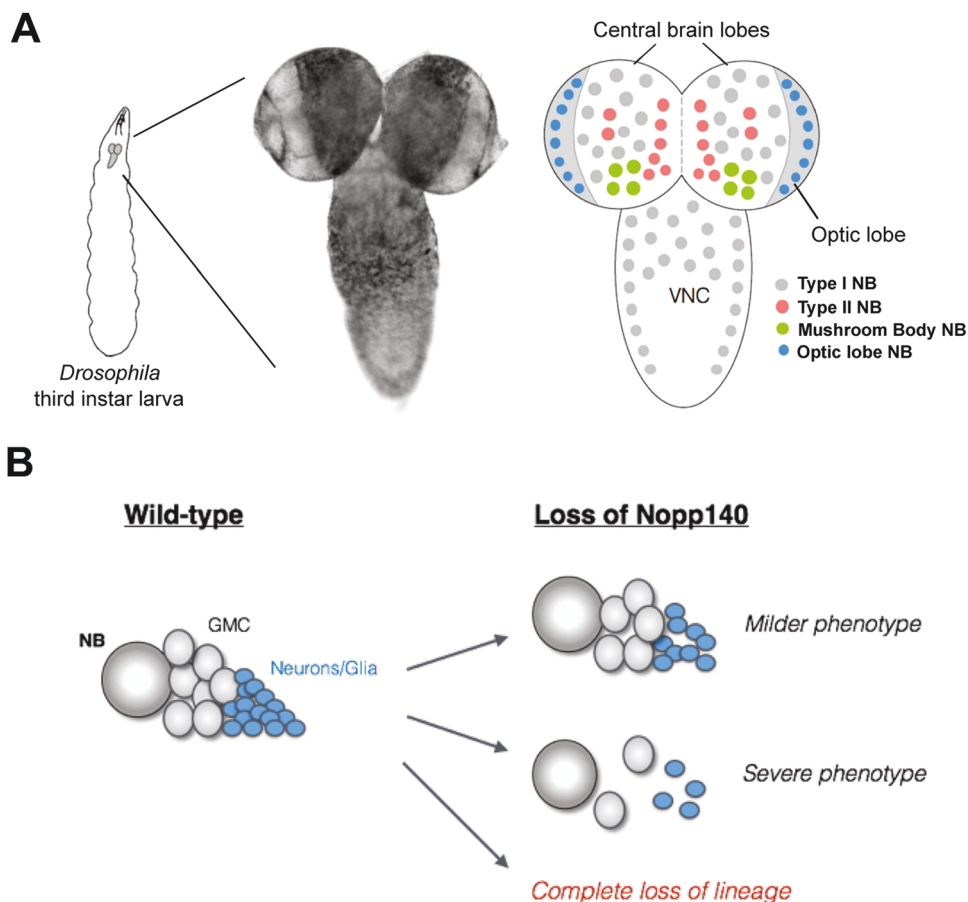 A
Central brain lobes
Optic lobe
VNC
Type I NB
Type II NB
Mushroom Body NB
Optic lobe NB
Drosophila
third instar larva
B
Wild-type
Loss of Nopp140
NB
GMC
Neurons/Glia
Milder phenotype
Severe phenotype
Complete loss of lineage